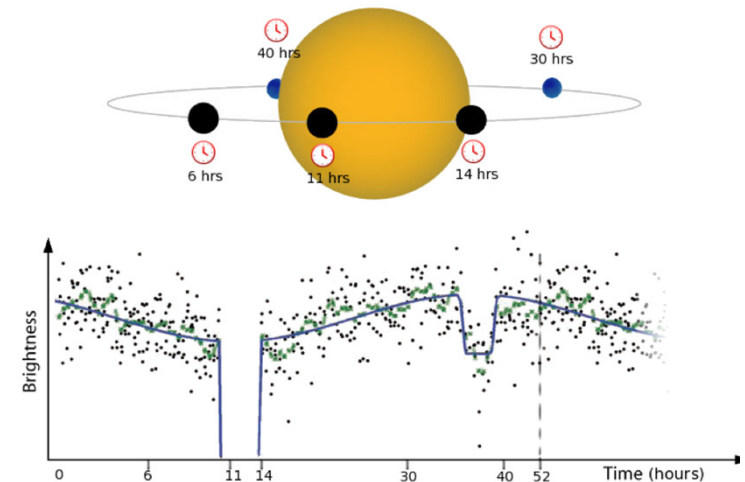 40 hrs
30 hrs
6 hrs
11 hrs
14 hrs
Brightness
0
6
11
14
30
40
52
Time (hours)